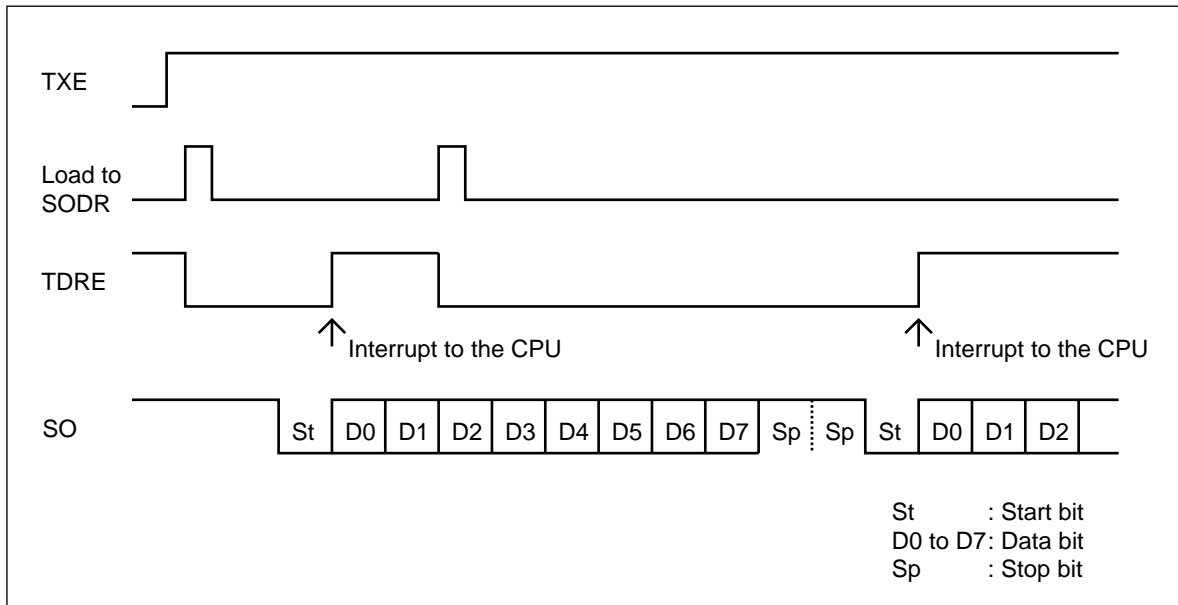 TXE
Load to
SODR
TDRE
Interrupt to the CPU Interrupt to the CPU
SO St D0 D1 D2 D3 D4 D5 D6 D7 Sp Sp St D0 D1 D2
St : Start bit
D0 to D7: Data bit
Sp : Stop bit